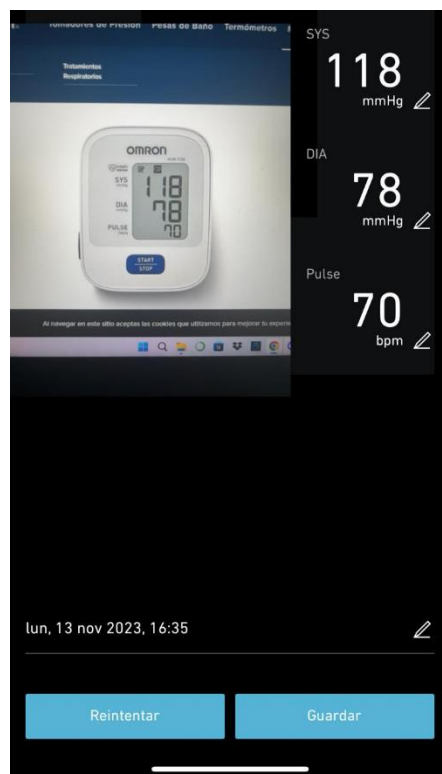 Tomadores de Presión Pesas de Baño Termómetros
Tratamientos
Respiratorios
OMRON
SYS
118
DIA
78
PULSE
70
START
STOP
Al navegar en este sitio aceptas las cookies que utilizamos para mejorar tu
SYS
118
mmHg
DIA
78
mmHg
Pulse
70
bpm
lun, 13 nov 2023, 16:35
Reintentar
Guardar